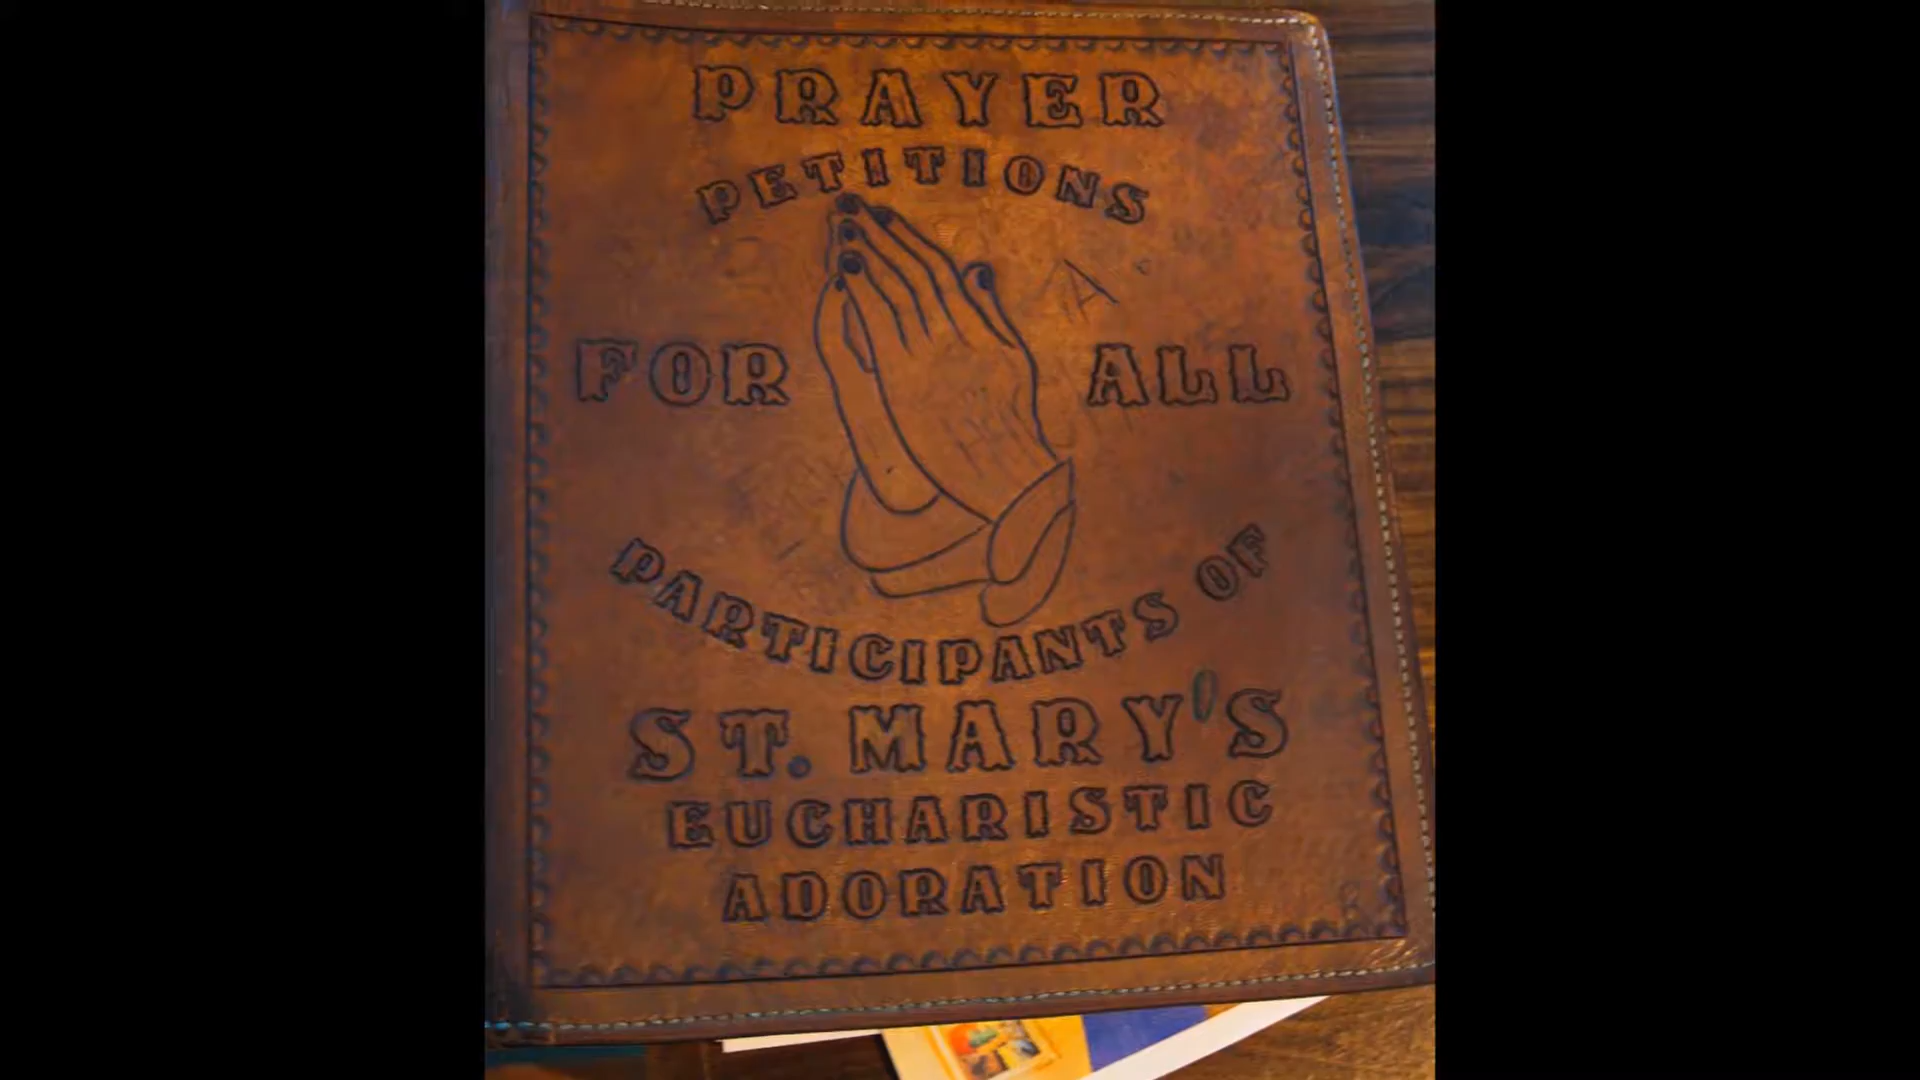 PRAYER
PETITIONS
FOR ALL
PARTICIPANTS OF
ST. MARY'S
EUCHARISTIC
ADORATION